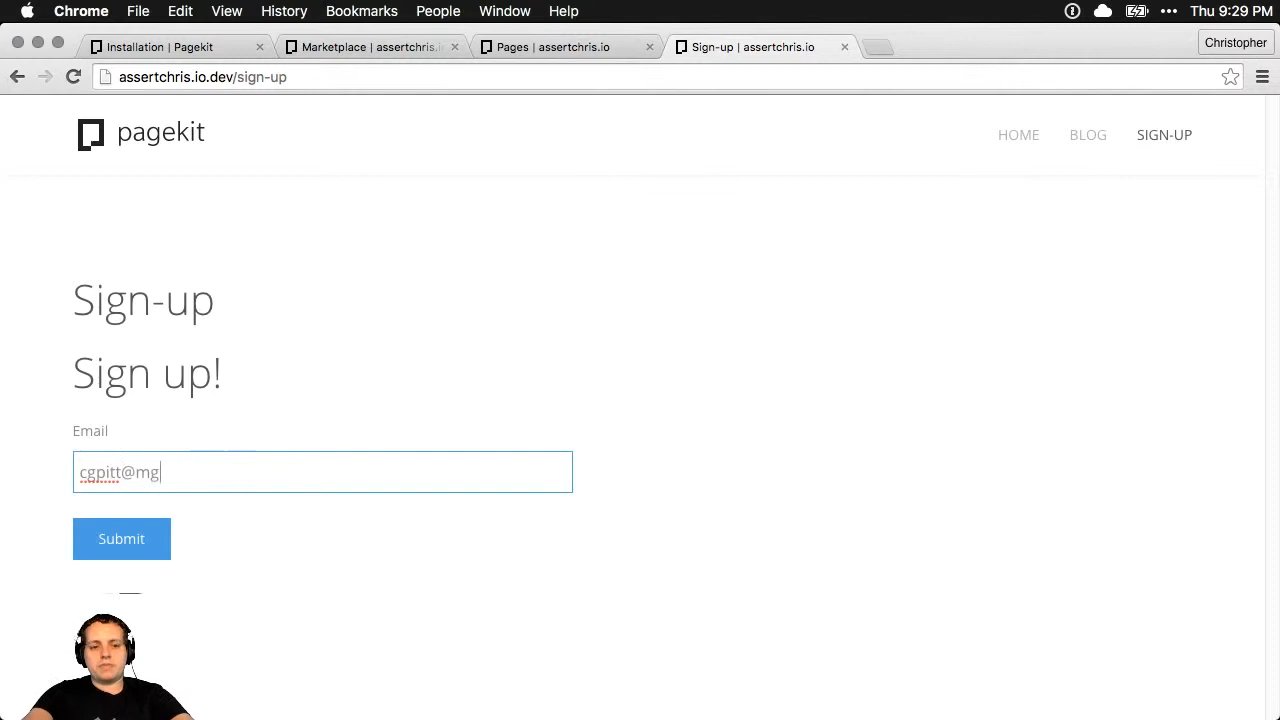 Chrome File Edit View History Bookmarks People Window Help Thu 9:29 PM
Installation | Pagekit Marketplace | assertchris. Pages | assertchris.io Sign-up | assertchris.io Christopher
assertchris.io.dev/sign-up
pagekit HOME BLOG SIGN-UP
Sign-up
Sign up!
Email
cgpitt@mg
Submit